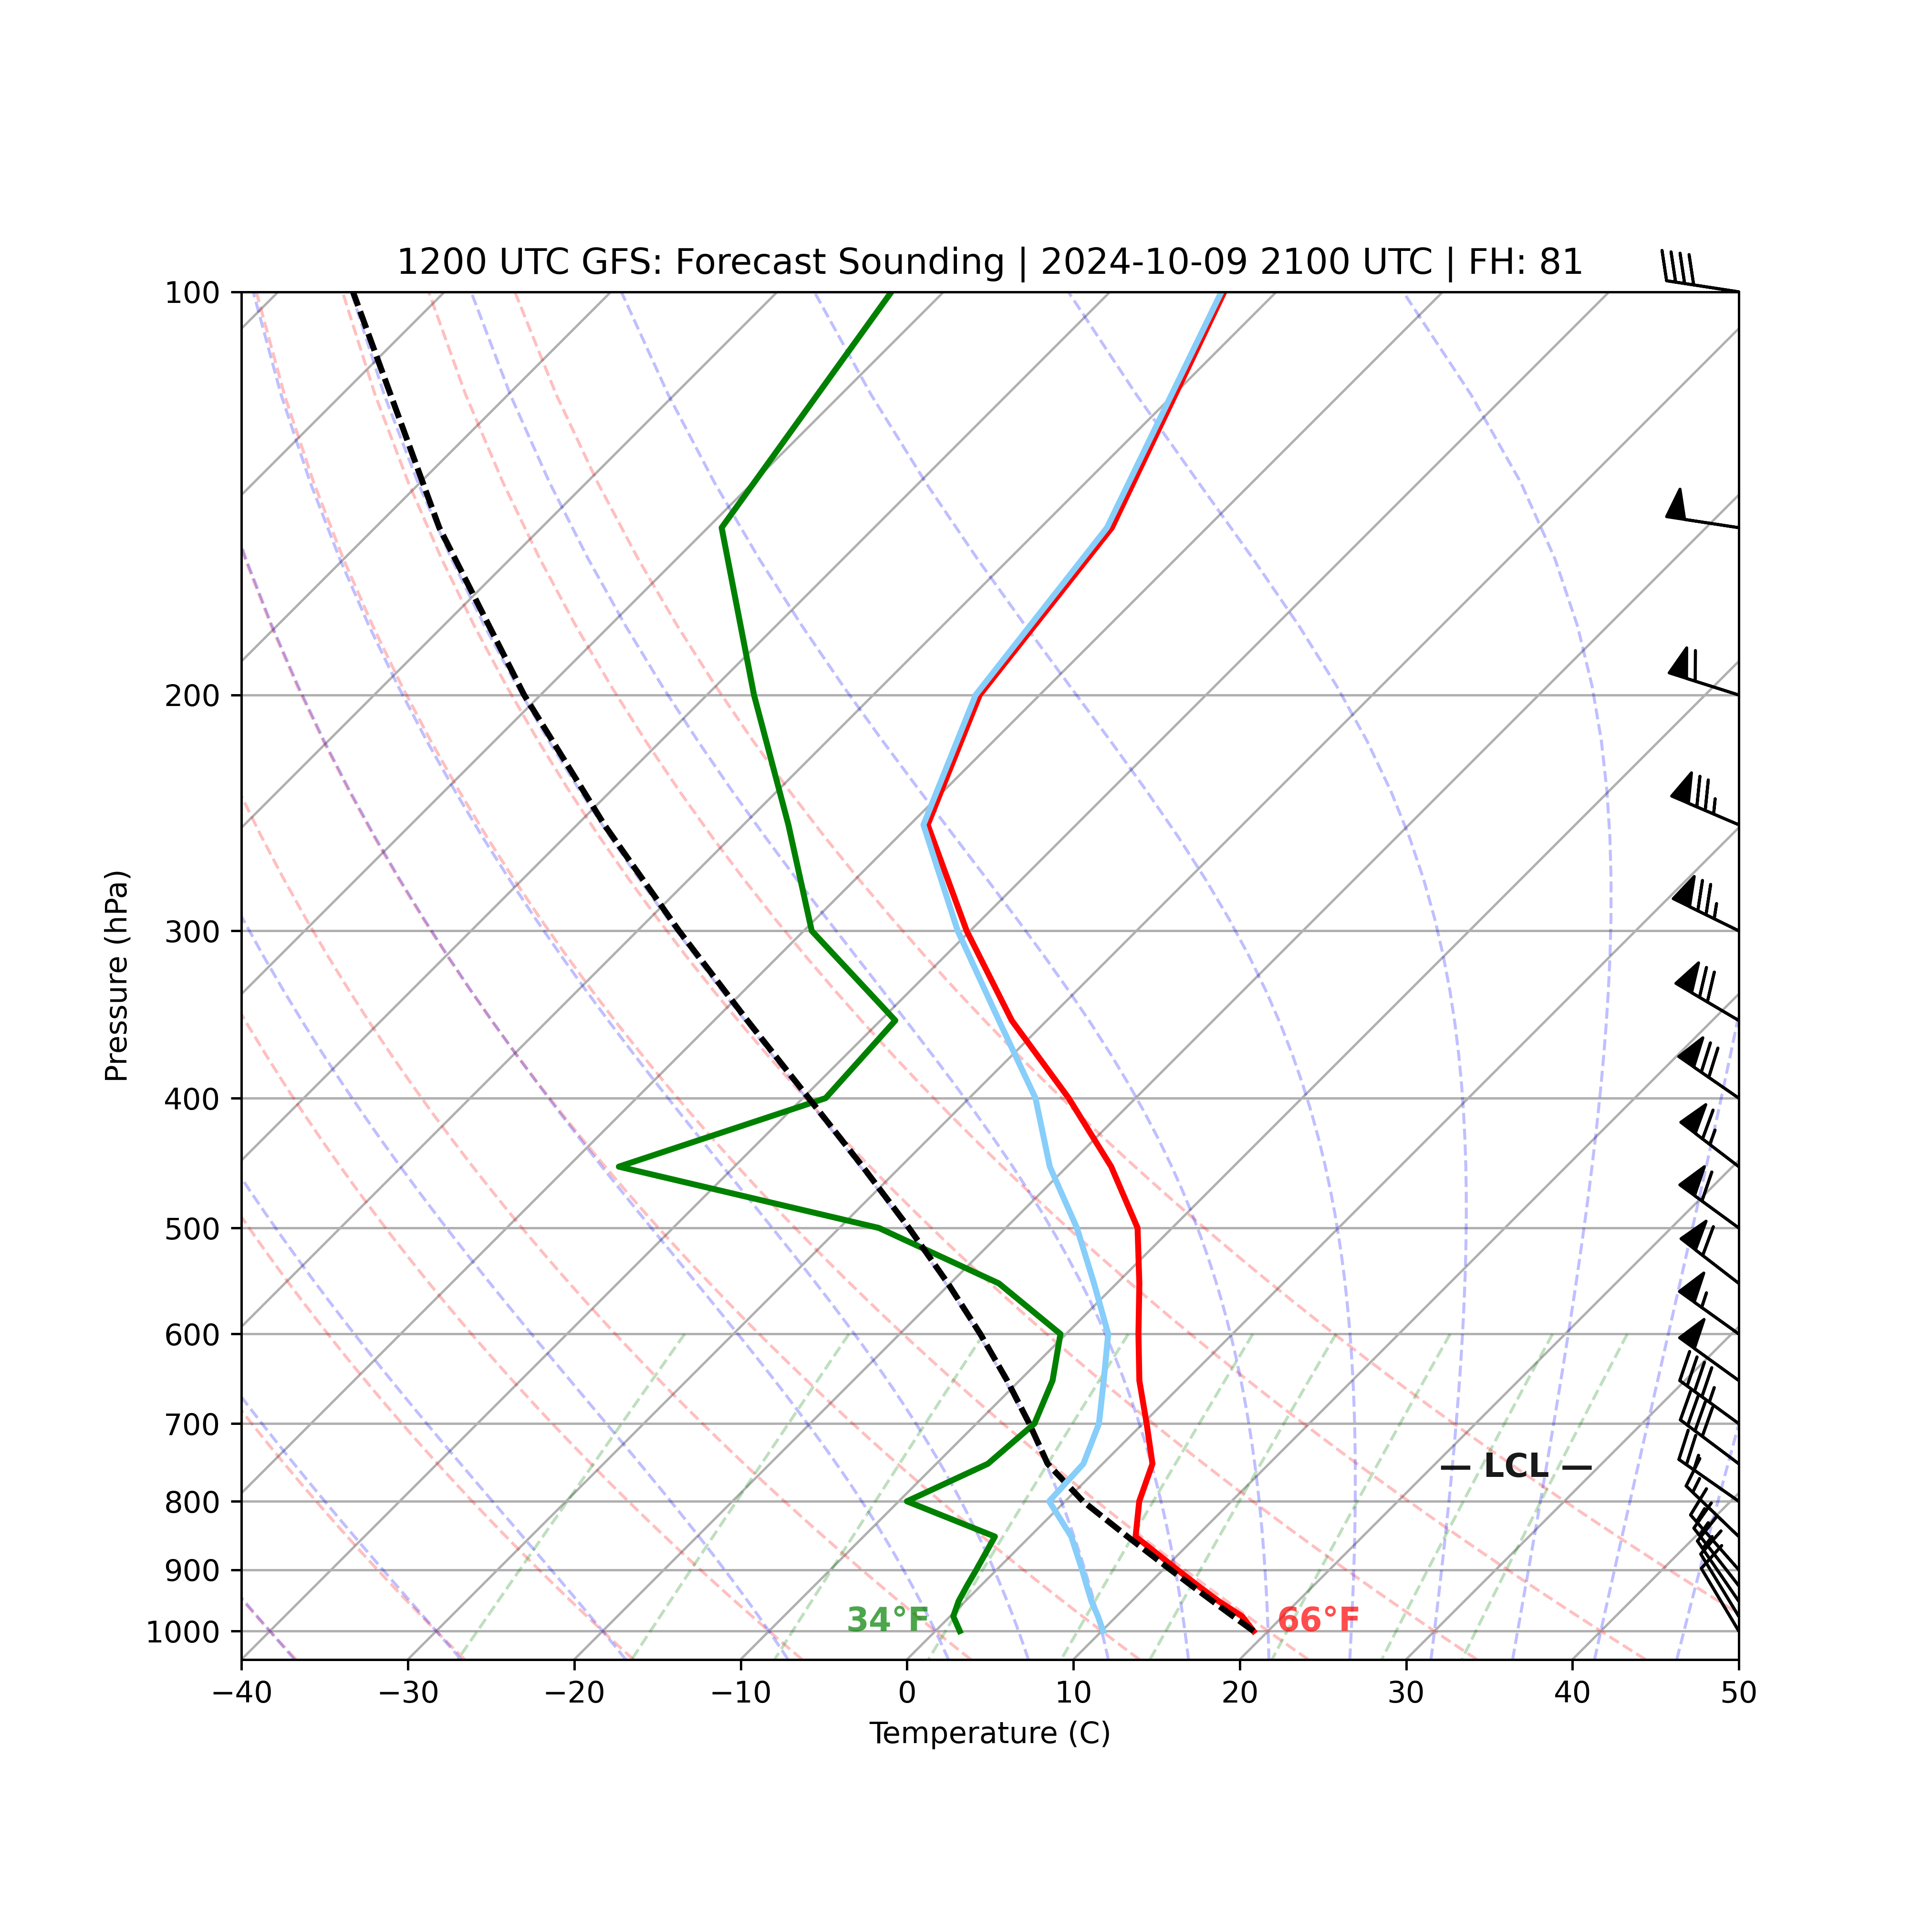 1200 UTC GFS: Forecast Sounding | 2024-10-09 2100 UTC | FH: 81
100
200
300
400
500
600
700
800
900
1000
Pressure (hPa)
— LCL —
34°F
66°F
−40 −30 −20 −10 0 10 20 30 40 50
Temperature (C)